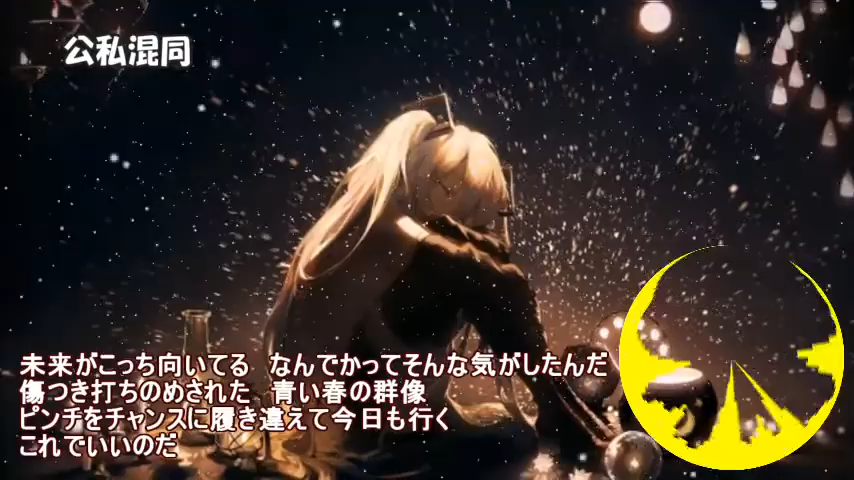 公私混同
未来がこっち向いてる　なんでかってそんな気がしたんだ
傷つき打ちのめされた　青い春の群像
ピンチをチャンスに履き違えて今日も行く
これでいいのだ